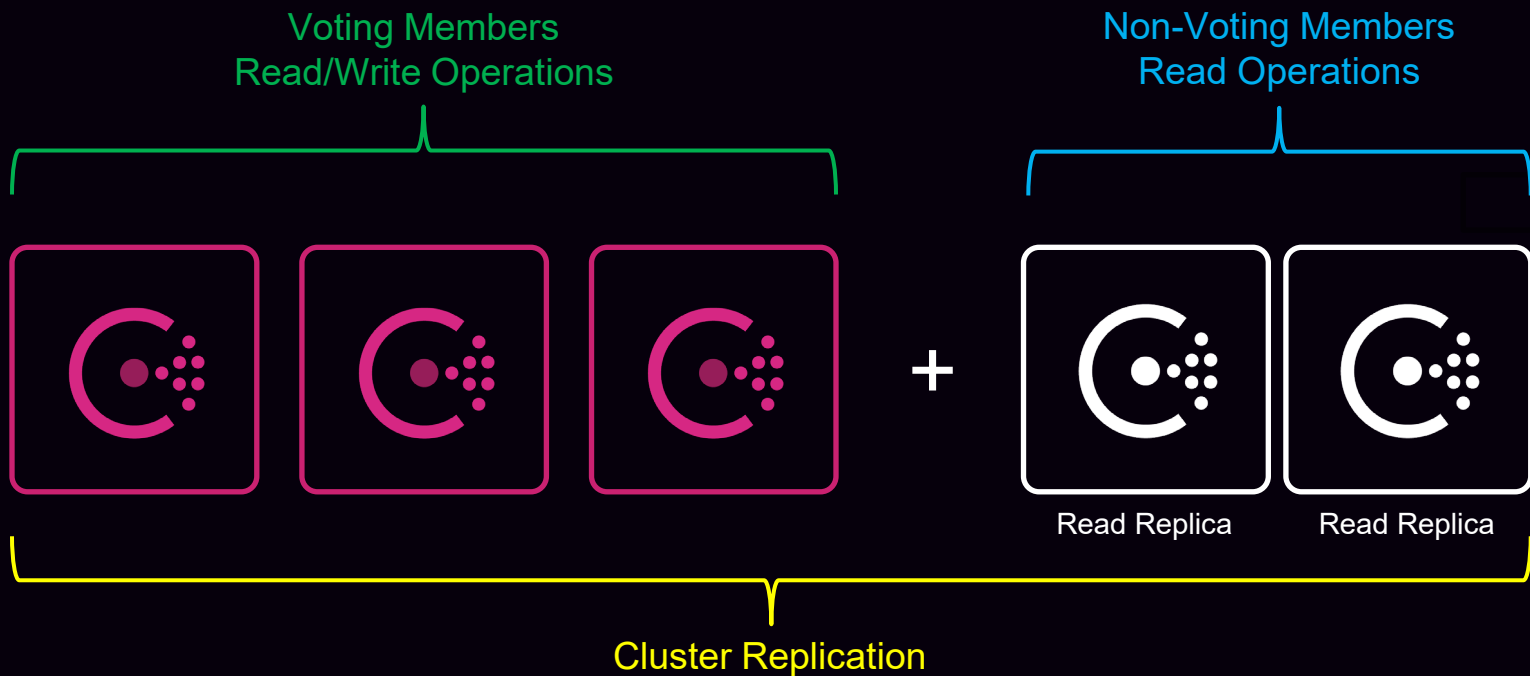 Voting Members
Read/Write Operations
Non-Voting Members
Read Operations
+
Read Replica
Read Replica
Cluster Replication